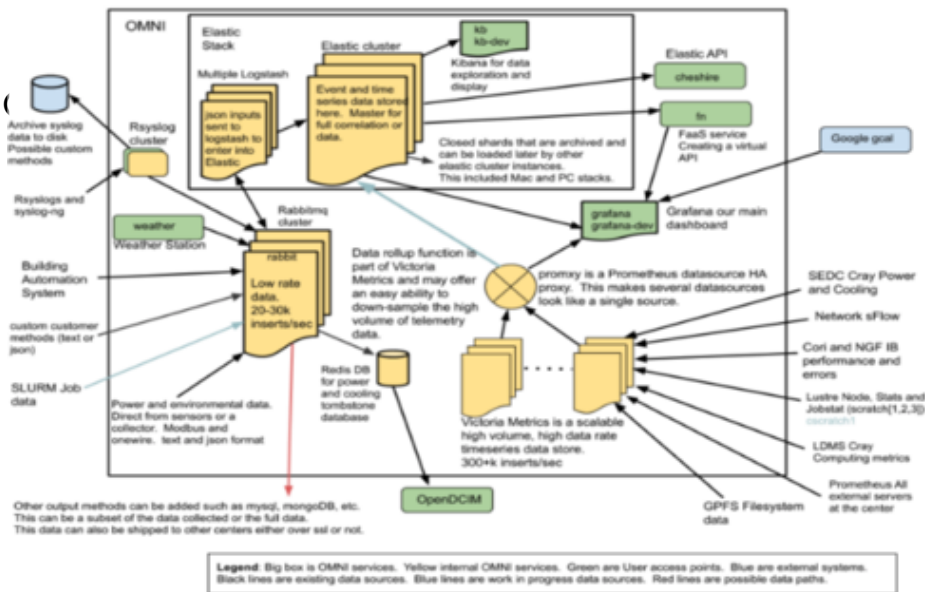 OMNI
Elastic
Stack
Elastic cluster
kb
kb-dev
Kibana for data
exploration and
display
Elastic API
cheshire
Multiple Logstash
json inputs
sent to
logstash to
enter into
Elastic
Event and time
series data stored
here. Master for
full correlation or
data.
fn
FaaS service
Creating a virtual
API
Google gcal
(
Archive syslog
data to disk
Possible custom
methods
Rsyslog
cluster
Closed shards that are archived and
can be loaded later by other
elastic cluster instances.
This included Mac and PC stacks.
Rsyslogs and
syslog-ng
Rabbitmq
cluster
grafana
grafana-dev
Grafana our main
dashboard
weather
Weather Station
rabbit
Low rate
data.
20-30k
inserts/sec
Data rollup function is
part of Victoria
Metrics and may offer
an easy ability to
down-sample the high
volume of telemetry
data.
promxy is a Prometheus datasource HA
proxy. This makes several datasources
look like a single source.
Building
Automation
System
custom customer
methods (text or
json)
SLURM Job
data
SEDC Cray Power
and Cooling
Network sFlow
Cori and NGF IB
performance and
errors
Lustre Node, Stats and
Jobstat (scratch[1,2,3])
cscratch1
LDMS Cray
Computing metrics
Prometheus All
external servers
at the center
GPFS Filesystem
data
Redis DB
for power
and cooling
tombstone
database
Power and environmental data.
Direct from sensors or a
collector. Modbus and
onewire. text and json format
Victoria Metrics is a scalable
high volume, high data rate
timeseries data store.
300+k inserts/sec
OpenDCIM
Other output methods can be added such as mysql, mongoDB, etc.
This can be a subset of the data collected or the full data.
This data can also be shipped to other centers either over ssl or not.
Legend: Big box is OMNI services. Yellow internal OMNI services. Green are User access points. Blue are external systems.
Black lines are existing data sources. Blue lines are work in progress data sources. Red lines are possible data paths.